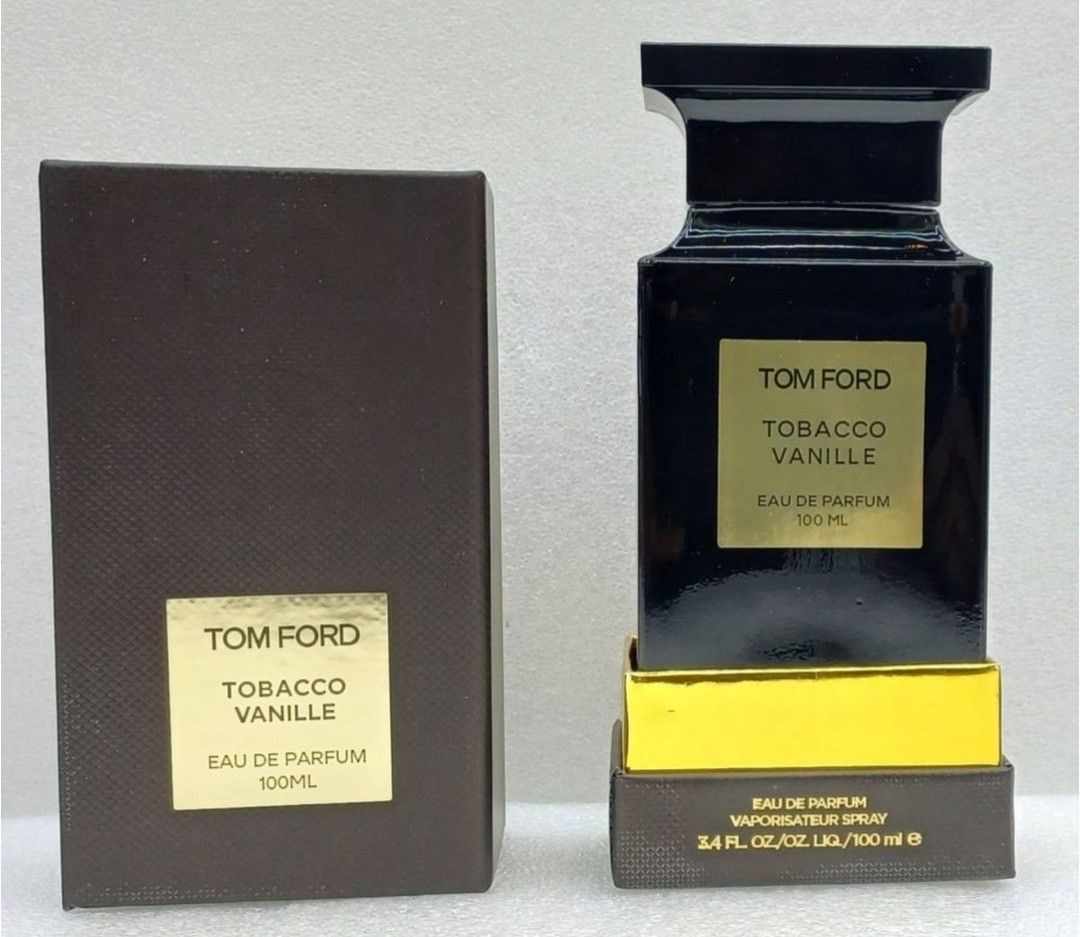 TOM FORD
TOBACCO
VANILLE
EAU DE PARFUM
100ML
TOM FORD
TOBACCO
VANILLE
EAU DE PARFUM
100 ML
EAU DE PARFUM
VAPORISATEUR SPRAY
3.4 FL. OZ./OZ. LIQ./100 ml ℮